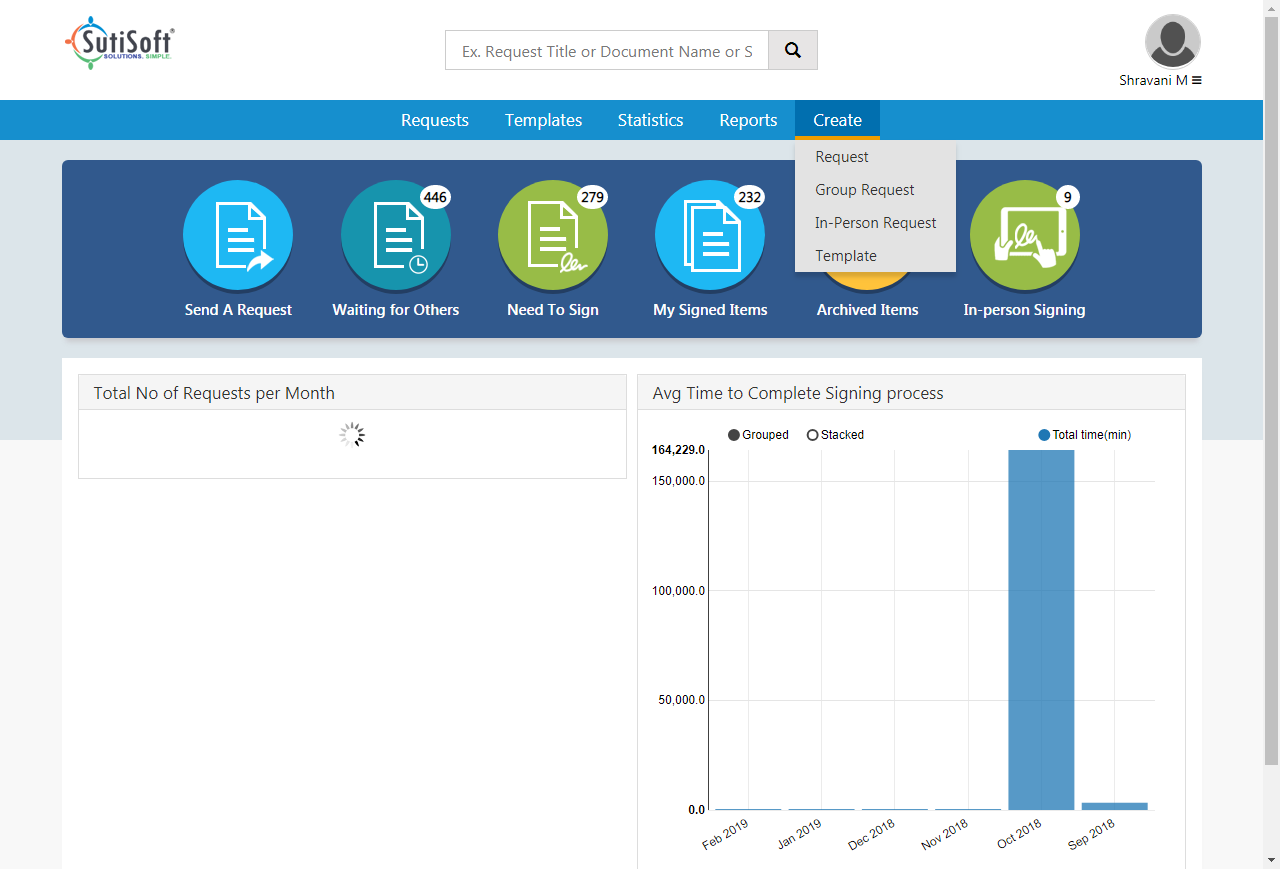 SutiSoft®
SOLUTIONS. SIMPLE.
Ex. Request Title or Document Name or S
Shravani M
Requests Templates Statistics Reports Create
Request
Group Request
In-Person Request
Template
446 279 232 9
Send A Request Waiting for Others Need To Sign My Signed Items Archived Items In-person Signing
Total No of Requests per Month
Avg Time to Complete Signing process
Grouped Stacked Total time(min)
164,229.0
150,000.0
100,000.0
50,000.0
0.0
Feb 2019 Jan 2019 Dec 2018 Nov 2018 Oct 2018 Sep 2018